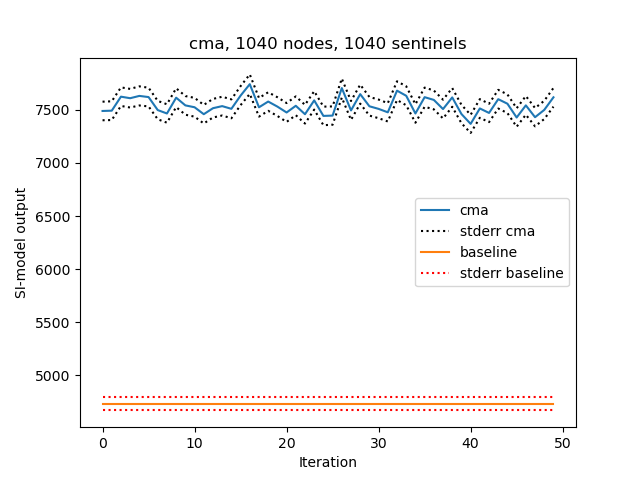 cma, 1040 nodes, 1040 sentinels
7500
7000
6500
6000
5500
5000
SI-model output
cma
stderr cma
baseline
stderr baseline
0
10
20
30
40
50
Iteration